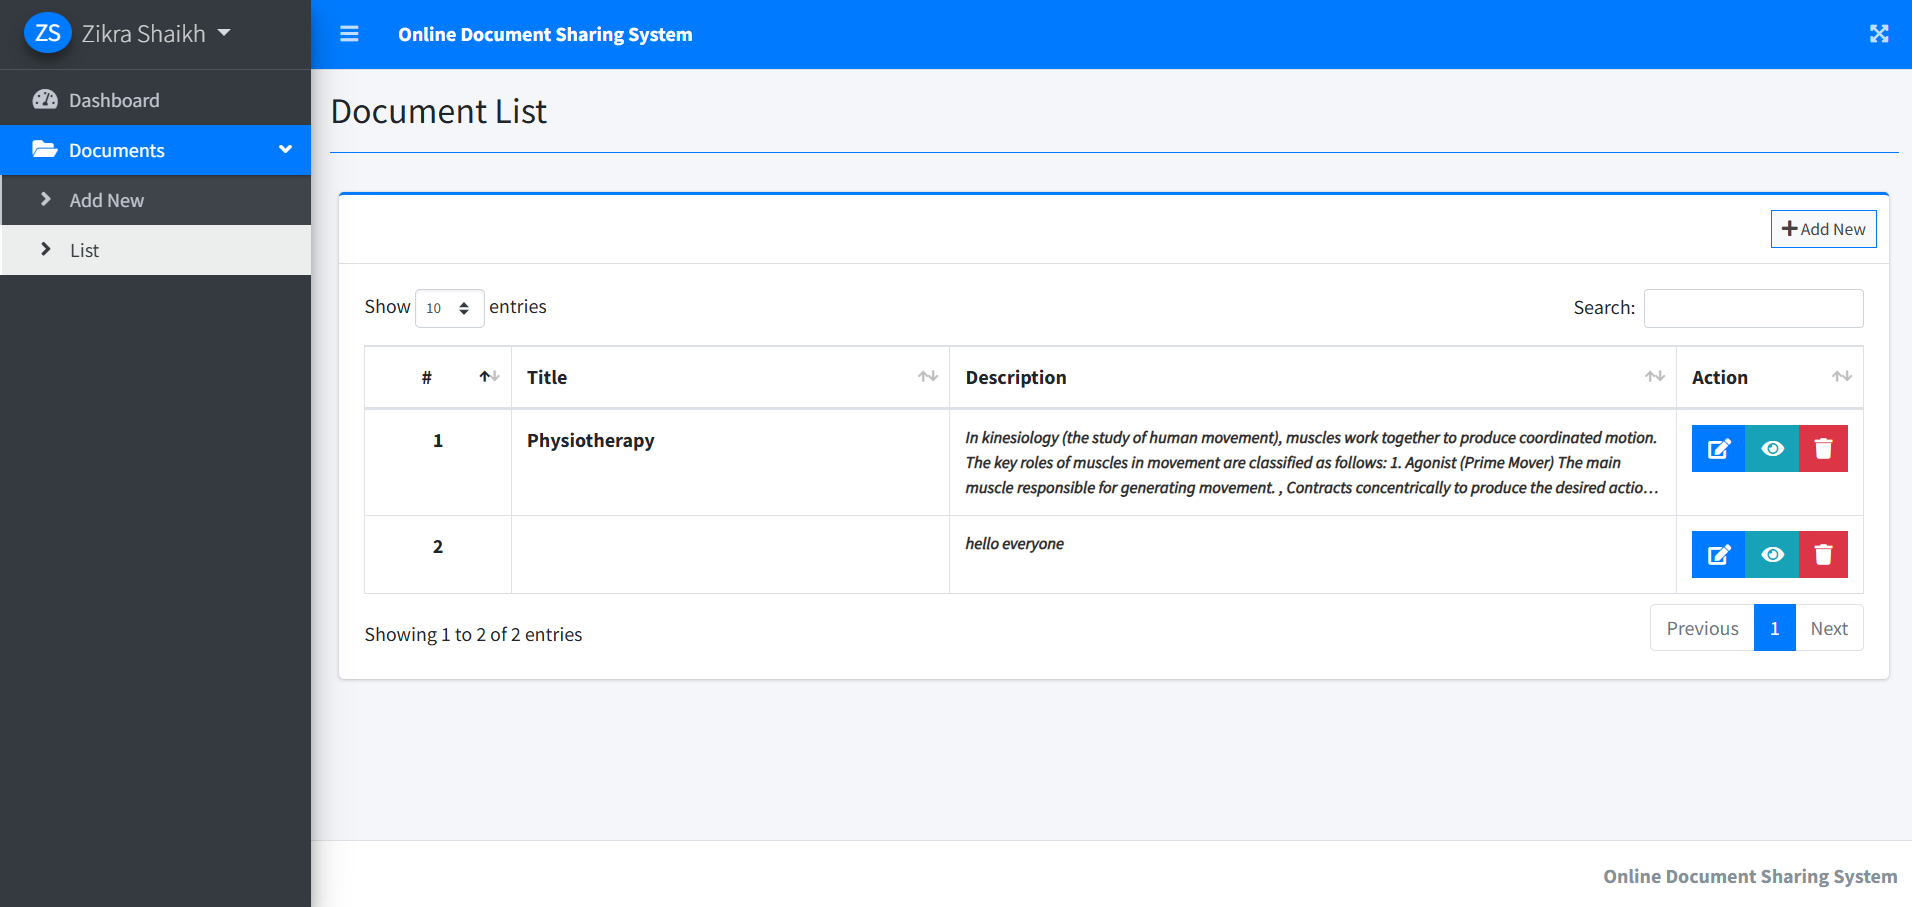 ZS Zikra Shaikh
Online Document Sharing System
Dashboard
Documents
Add New
List
Document List
Add New
Show 10 entries
Search:
# Title Description Action
1 Physiotherapy
In kinesiology (the study of human movement), muscles work together to produce coordinated motion.
The key roles of muscles in movement are classified as follows: 1. Agonist (Prime Mover) The main
muscle responsible for generating movement. , Contracts concentrically to produce the desired actio...
2 hello everyone
Showing 1 to 2 of 2 entries
Previous 1 Next
Online Document Sharing System